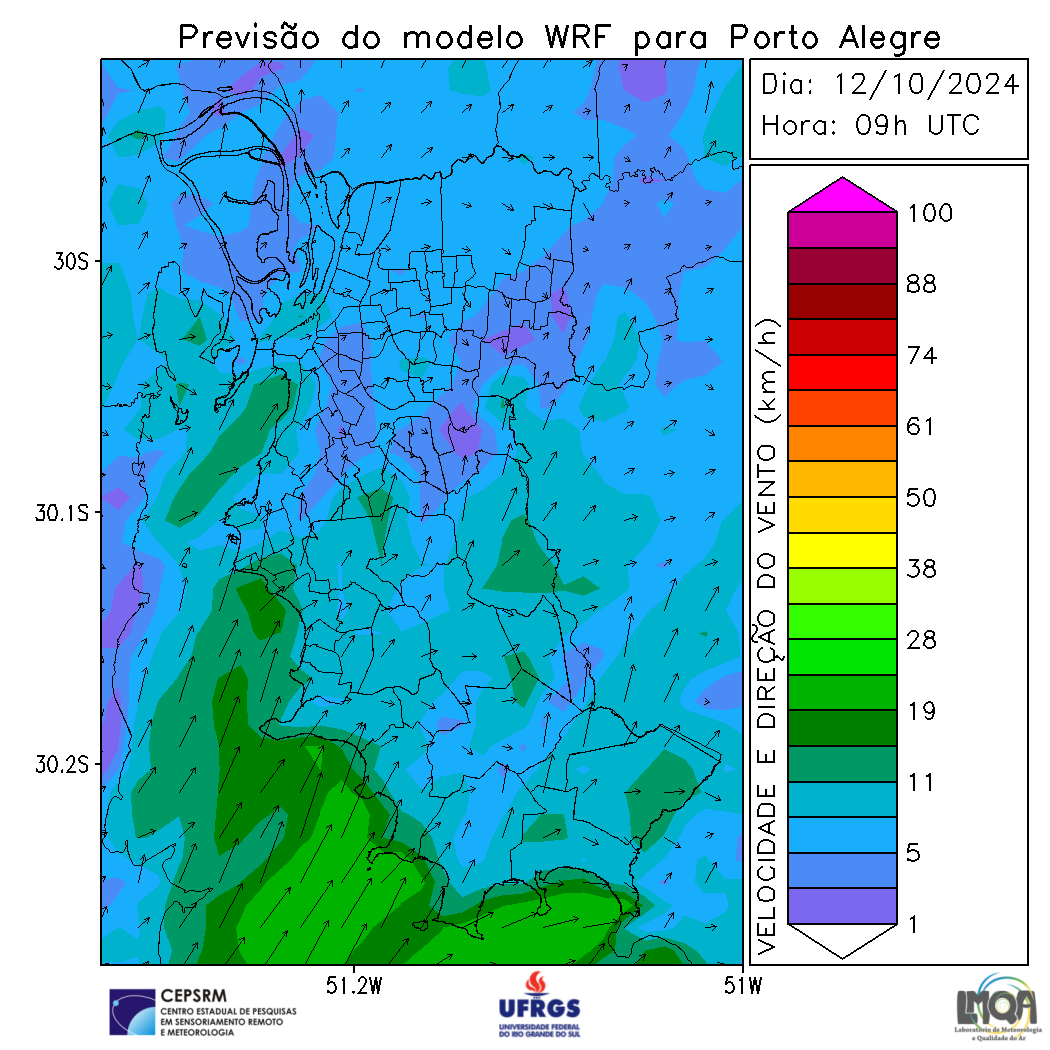 Previsão do modelo WRF para Porto Alegre
Dia: 12/10/2024
Hora: 09h UTC
30S
30.1S
30.2S
51.2W
51W
VELOCIDADE E DIREÇÃO DO VENTO (km/h)
100
88
74
61
50
38
28
19
11
5
1
CEPSRM
CENTRO ESTADUAL DE PESQUISAS
EM SENSORIAMENTO REMOTO
E METEOROLOGIA
UFRGS
UNIVERSIDADE FEDERAL
DO RIO GRANDE DO SUL
LMQA
Laboratório de Meteorologia
e Qualidade do Ar